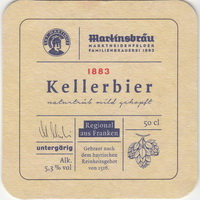 Martinsbräu
MARKTHEIDENFELDER
FAMILIENBRAUEREI 1883
1883
Kellerbier
naturtrüb mild gehopft
Regional
aus Franken
50 cl
untergärig
Alk.
5,3 % vol
Gebraut nach
dem bayrischen
Reinheitsgebot
von 1516.